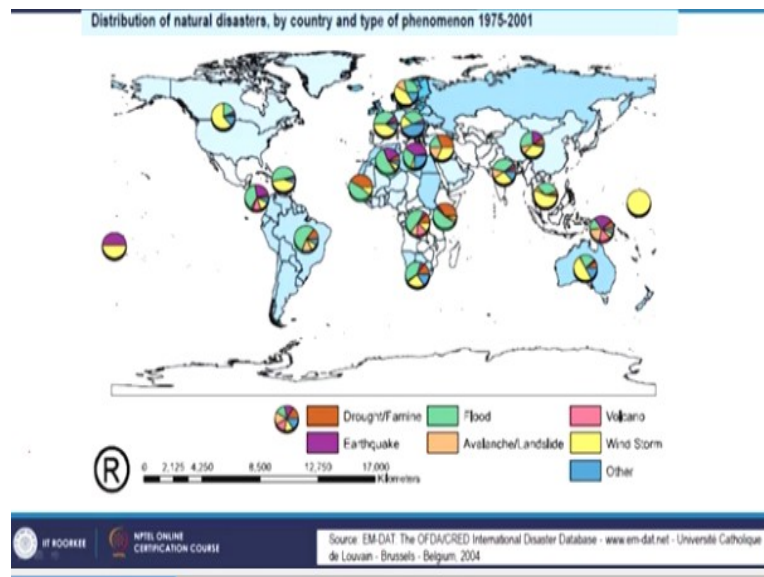 Distribution of natural disasters, by country and type of phenomenon 1975-2001
Drought/Famine
Flood
Volcano
Earthquake
Avalanche/Landslide
Wind Storm
Other
R
0 2,125 4,250 8,500 12,750 17,000
Kilometers
IIT ROORKEE
NPTEL ONLINE
CERTIFICATION COURSE
Source: EM-DAT: The OFDA/CRED International Disaster Database - www.em-dat.net - Université Catholique
de Louvain - Brussels - Belgium, 2004